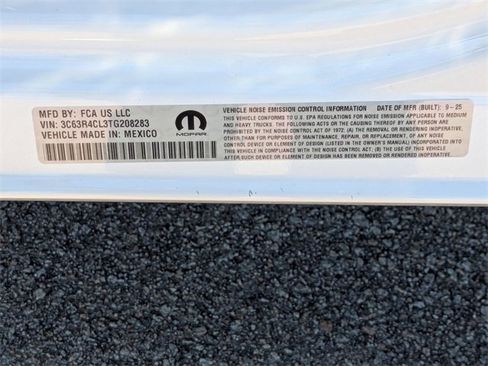 MFD BY: FCA US LLC
VIN: 3C63R4CL3TG208283
VEHICLE MADE IN: MEXICO
MOPAR
VEHICLE NOISE EMISSION CONTROL INFORMATION DATE OF MFR (BUILT): 9-25
THIS VEHICLE CONFORMS TO U.S. EPA REGULATIONS FOR NOISE EMISSION APPLICABLE TO MEDIUM
AND HEAVY TRUCKS. THE FOLLOWING ACTS OR THE CAUSING THEREOF BY ANY PERSON ARE
PROHIBITED BY THE NOISE CONTROL ACT OF 1972: (A) THE REMOVAL OR RENDERING INOPERATIVE,
OTHER THAN FOR PURPOSES OF MAINTENANCE, REPAIR, OR REPLACEMENT, OF ANY NOISE
CONTROL DEVICE OR ELEMENT OF DESIGN (LISTED IN THE OWNER'S MANUAL) INCORPORATED INTO
THIS VEHICLE IN COMPLIANCE WITH THE NOISE CONTROL ACT; (B) THE USE OF THIS VEHICLE
AFTER SUCH DEVICE OR ELEMENT OF DESIGN HAS BEEN REMOVED OR RENDERED INOPERATIVE.